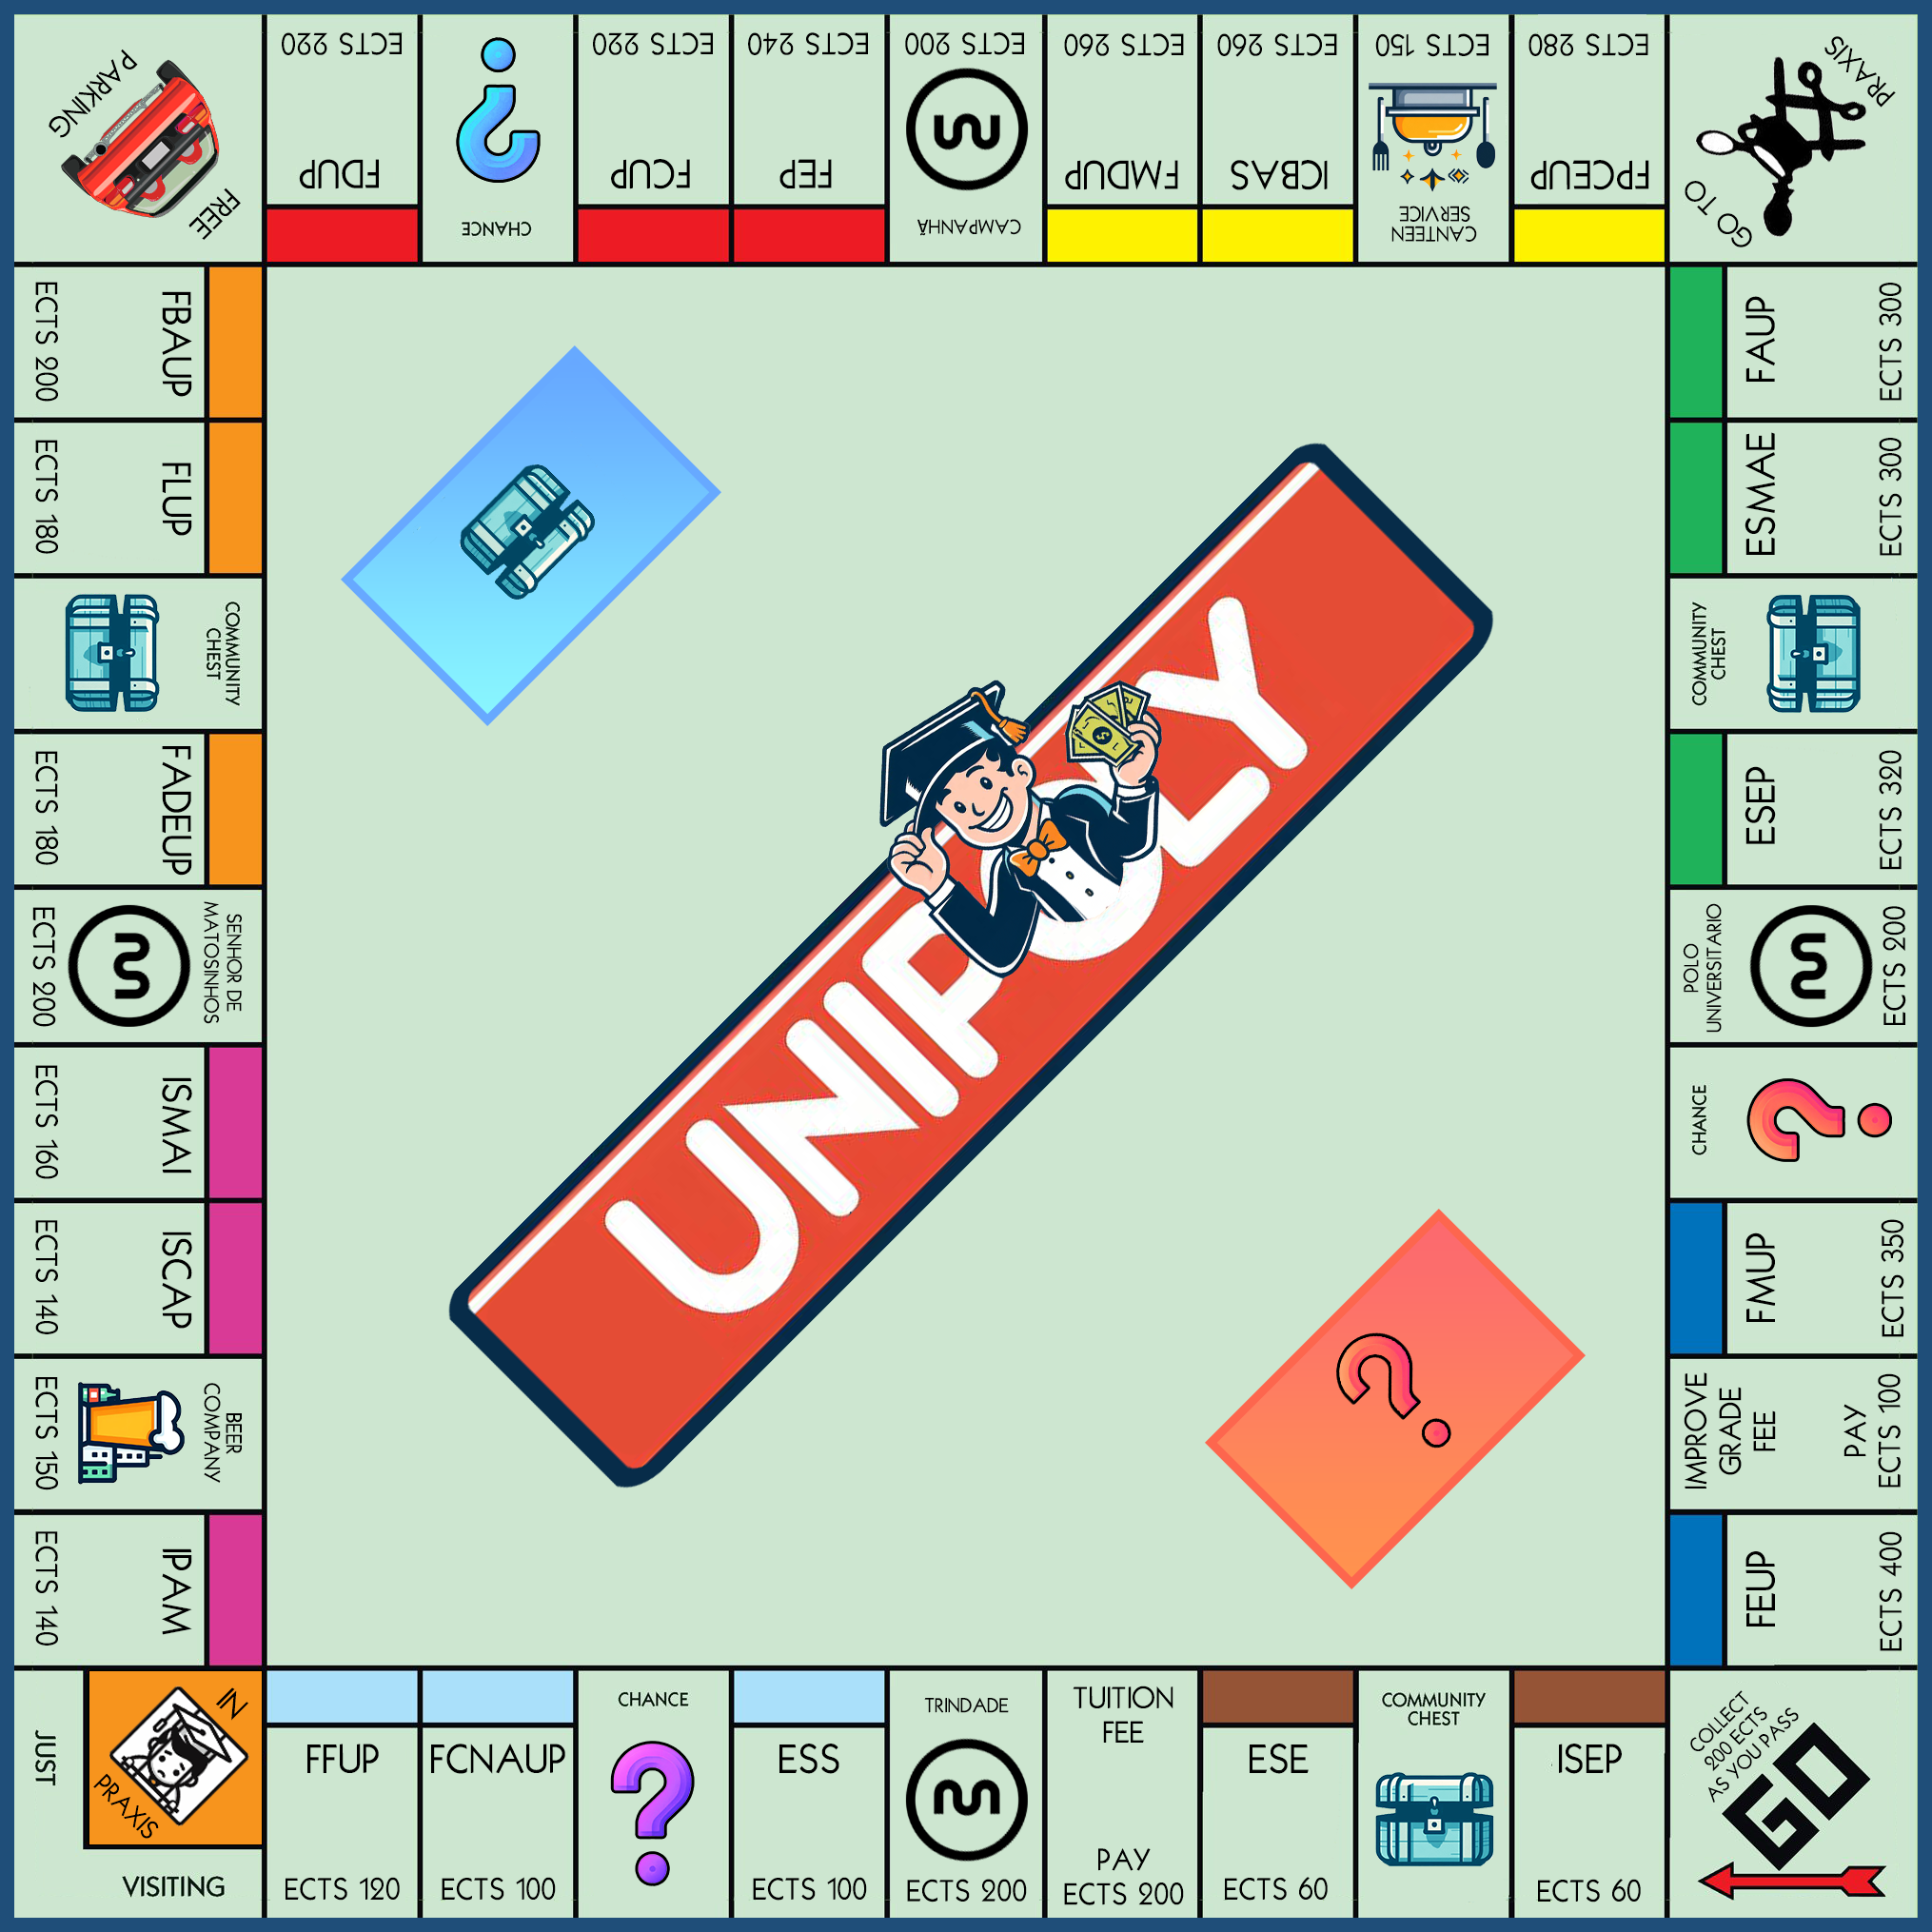 COLLECT
200 ECTS
AS YOU PASS
GO
ISEP
ECTS 60
COMMUNITY
CHEST
ESE
ECTS 60
TUITION
FEE
PAY
ECTS 200
TRINDADE
ECTS 200
ESS
ECTS 100
CHANCE
?
FCNAUP
ECTS 100
FFUP
ECTS 120
IN
PRAXIS
JUST
VISITING
IPAM
ECTS 140
BEER
COMPANY
ECTS 150
ISCAP
ECTS 140
ISMAI
ECTS 160
SENHOR DE
MATOSINHOS
ECTS 200
FADEUP
ECTS 180
COMMUNITY
CHEST
FLUP
ECTS 180
FBAUP
ECTS 200
FREE
PARKING
FDUP
ECTS 220
CHANCE
?
FCUP
ECTS 220
FEP
ECTS 240
CAMPANHÃ
ECTS 200
FMDUP
ECTS 260
ICBAS
ECTS 260
CANTEEN
SERVICE
ECTS 150
FPCEUP
ECTS 280
GO TO
PRAXIS
FAUP
ECTS 300
ESMAE
ECTS 300
COMMUNITY
CHEST
ESEP
ECTS 320
POLO
UNIVERSITARIO
ECTS 200
CHANCE
?
FMUP
ECTS 350
IMPROVE
GRADE
FEE
PAY
ECTS 100
FEUP
ECTS 400
UNIPOLY
?